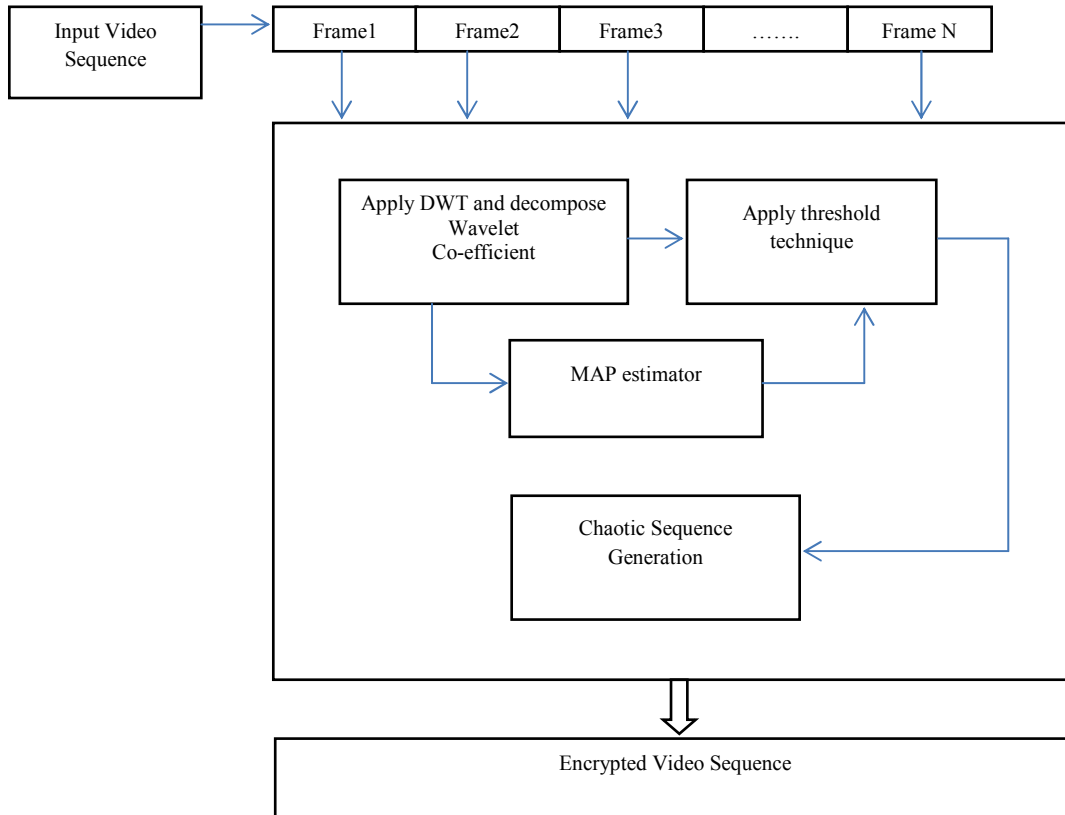 Input Video
Sequence
Frame1
Frame2
Frame3
…….
Frame N
Apply DWT and decompose
Wavelet
Co-efficient
Apply threshold
technique
MAP estimator
Chaotic Sequence
Generation
Encrypted Video Sequence